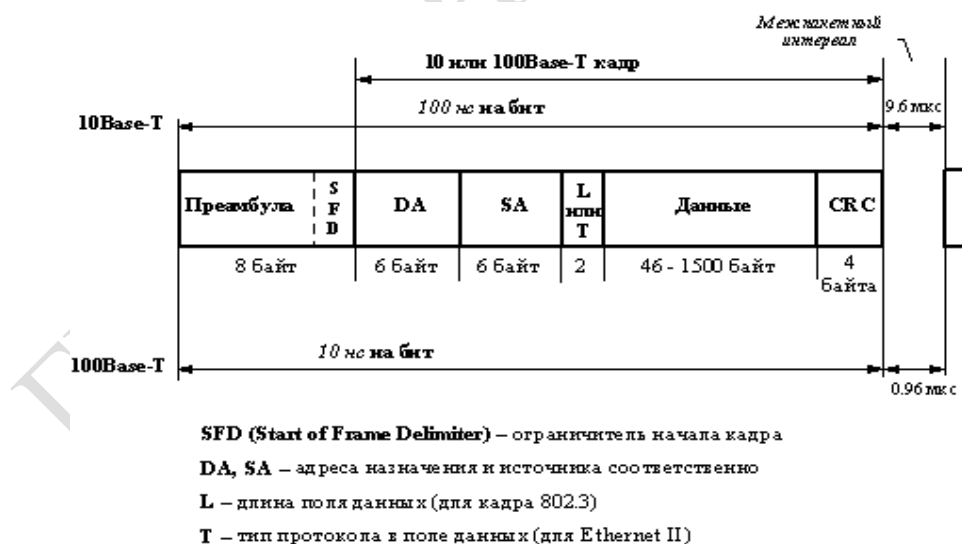 Межпакетный
интервал
10 или 100Base-T кадр
100 нс на бит
9.6 мкс
10Base-T
Преамбула
S
F
D
DA
SA
L
или
T
Данные
CRC
8 байт
6 байт
6 байт
2
46 - 1500 байт
4
байта
10 нс на бит
100Base-T
0.96 мкс
SFD (Start of Frame Delimiter) – ограничитель начала кадра
DA, SA – адреса назначения и источника соответственно
L – длина поля данных (для кадра 802.3)
T – тип протокола в поле данных (для Ethernet II)